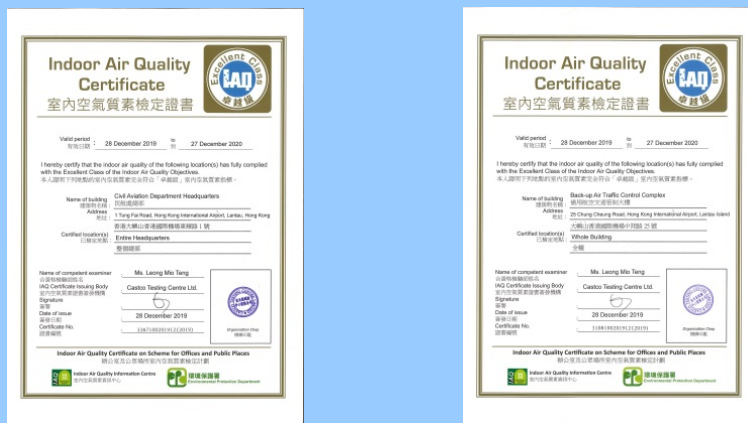 Indoor Air Quality
Certificate
室內空氣質素檢定證書
Excellent Class
IAQ
卓越級
Valid period
有效日期
:
28 December 2019
to
到
27 December 2020
I hereby certify that the indoor air quality of the following location(s) has fully complied
with the Excellent Class of the Indoor Air Quality Objectives.
本人證明下列地點的室內空氣質素完全符合「卓越級」室內空氣質素指標。
Name of building
建築物名稱
:
Civil Aviation Department Headquarters
民航處總部
Address
地址
:
1 Tung Fai Road, Hong Kong International Airport, Lantau, Hong Kong
香港大嶼山香港國際機場東輝路 1 號
Certified location(s)
已檢定地點
:
Entire Headquarters
整個總部
Name of competent examiner
合資格檢驗師姓名
:
Ms. Leong Mio Teng
IAQ Certificate Issuing Body
室內空氣質素證書簽發機構
:
Castco Testing Centre Ltd.
Signature
簽署
:
Date of issue
簽發日期
:
28 December 2019
Certificate No.
證書編號
:
Organization Chop
機構印鑑
Indoor Air Quality Certificate on Scheme for Offices and Public Places
辦公室及公眾場所室內空氣質素檢定計劃
IAQ
Indoor Air Quality Information Centre
室內空氣質素資訊中心
環境保護署
Environmental Protection Department
Indoor Air Quality
Certificate
室內空氣質素檢定證書
Excellent Class
IAQ
卓越級
Valid period
有效日期
:
28 December 2019
to
到
27 December 2020
I hereby certify that the indoor air quality of the following location(s) has fully complied
with the Excellent Class of the Indoor Air Quality Objectives.
本人證明下列地點的室內空氣質素完全符合「卓越級」室內空氣質素指標。
Name of building
建築物名稱
:
Back-up Air Traffic Control Complex
備用航空交通管制大樓
Address
地址
:
25 Chung Cheung Road, Hong Kong International Airport, Lantau Island
大嶼山香港國際機場中翔路 25 號
Certified location(s)
已檢定地點
:
Whole Building
全幢
Name of competent examiner
合資格檢驗師姓名
:
Ms. Leong Mio Teng
IAQ Certificate Issuing Body
室內空氣質素證書簽發機構
:
Castco Testing Centre Ltd.
Signature
簽署
:
Date of issue
簽發日期
:
28 December 2019
Certificate No.
證書編號
:
Organization Chop
機構印鑑
Indoor Air Quality Certificate on Scheme for Offices and Public Places
辦公室及公眾場所室內空氣質素檢定計劃
IAQ
Indoor Air Quality Information Centre
室內空氣質素資訊中心
環境保護署
Environmental Protection Department